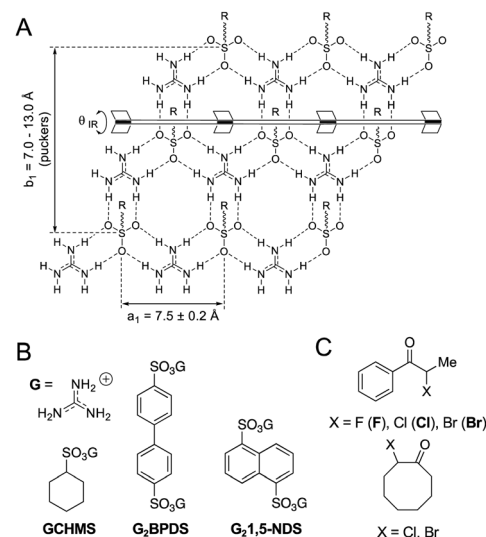 A
R R R
O S O H H O S O H H O S O
N N N N N N
O O O
H N H H N H H N H
H H H H H H
θ IR
R R R
b₁ = 7.0 - 13.0 Å
(puckers)
H H O S O H H O S O H H O S O
N N N N N N
O O O
H N H H N H H N H
H H H H H H
R R R
H H O S O H H O S O H H O S O
N N N N N N
O O O
H N H H N H H N H
H H H H H H
a₁ = 7.5 ± 0.2 Å
B
G =
NH₂
H₂N NH₂
⊕
SO₃G
GCHMS
SO₃G
SO₃G
G₂BPDS
SO₃G
SO₃G
G₂1,5-NDS
C
O
Me
X
X = F (F), Cl (Cl), Br (Br)
X O
X = Cl, Br